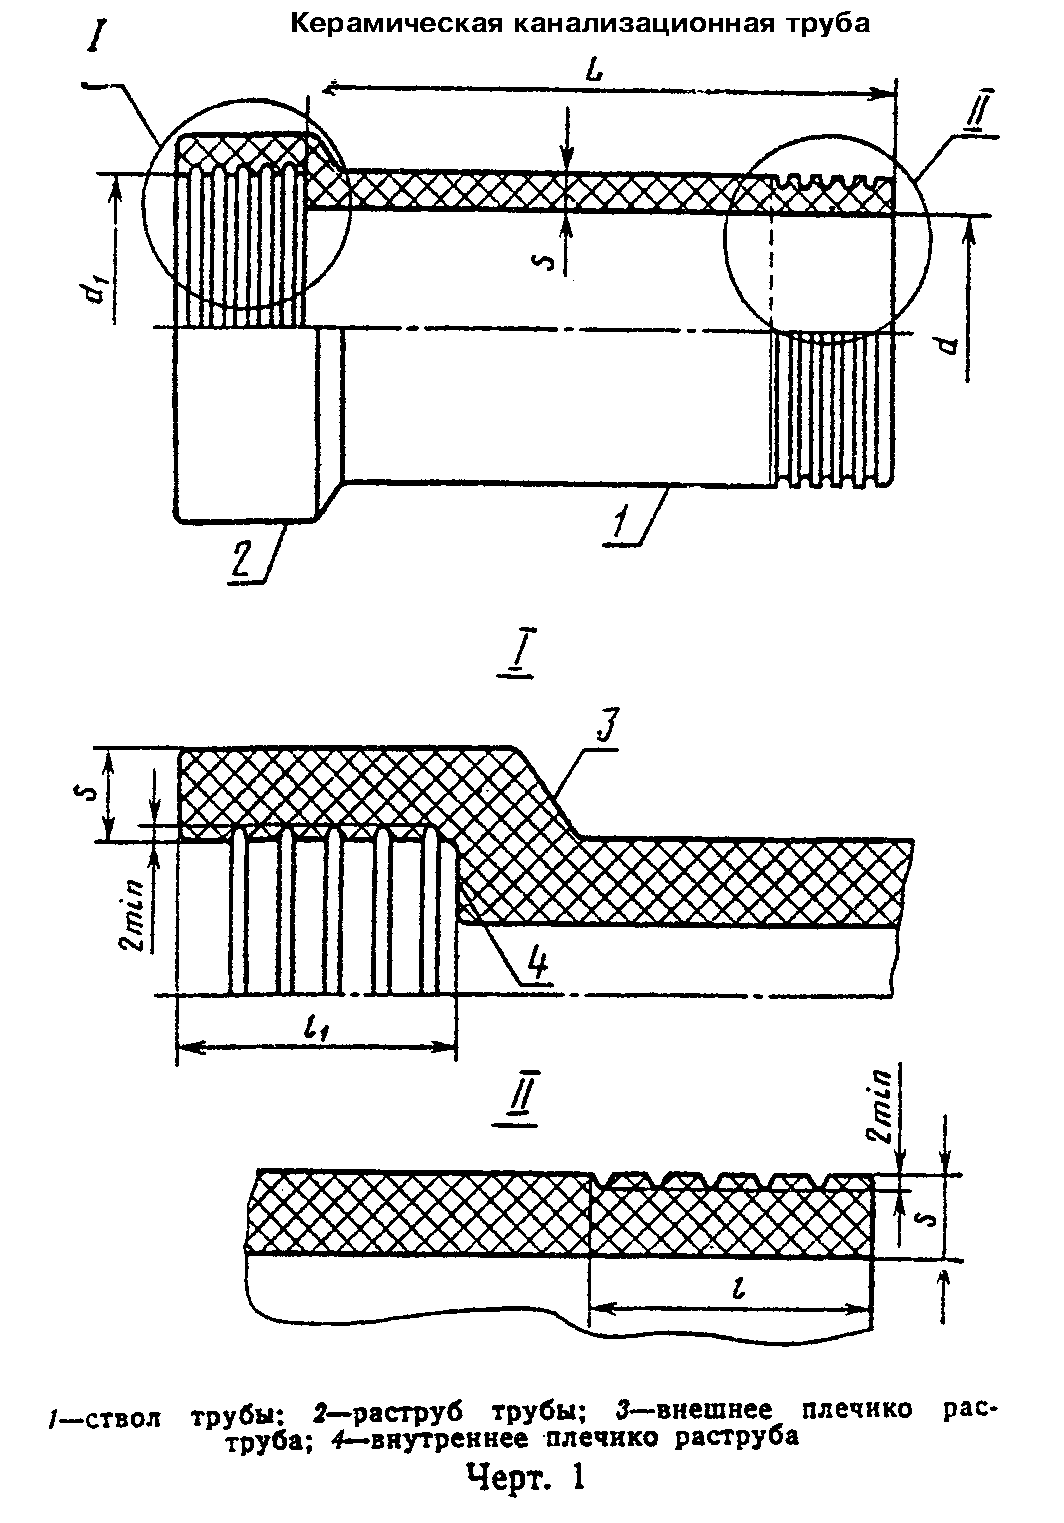 Керамическая канализационная труба
I
L
II
S
d₁
d
2
1
I
3
S
2min
4
l₁
II
2min
S
l
1—ствол трубы; 2—раструб трубы; 3—внешнее плечико рас-
труба; 4—внутреннее плечико раструба
Черт. 1